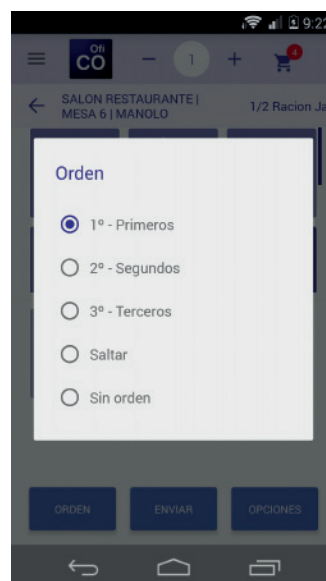 9:22
Ofi
CO
1
4
SALON RESTAURANTE |
MESA 6 | MANOLO
1/2 Racion Ja
Orden
1º - Primeros
2º - Segundos
3º - Terceros
Saltar
Sin orden
ORDEN
ENVIAR
OPCIONES